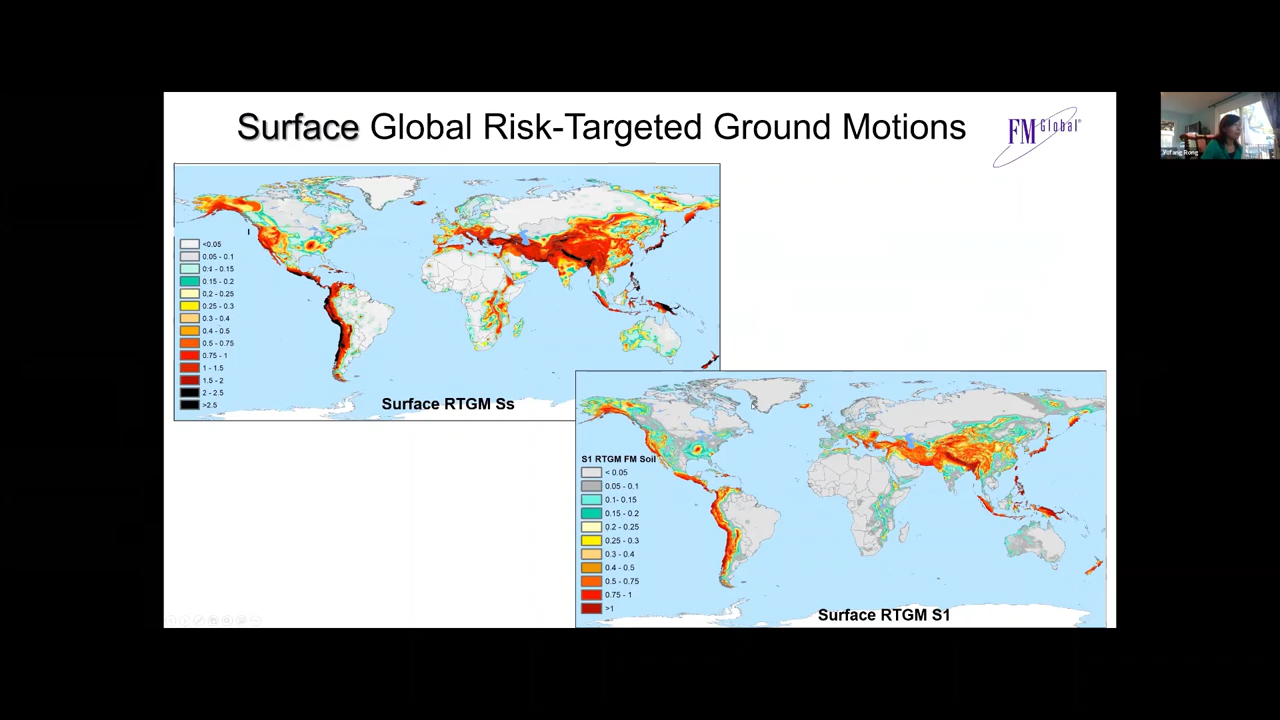 Surface Global Risk-Targeted Ground Motions
FM Global®
Yufang Rong
<0.05
0.05 - 0.1
0.1 - 0.15
0.15 - 0.2
0.2 - 0.25
0.25 - 0.3
0.3 - 0.4
0.4 - 0.5
0.5 - 0.75
0.75 - 1
1 - 1.5
1.5 - 2
2 - 2.5
>2.5
Surface RTGM Ss
S1 RTGM FM Soil
< 0.05
0.05 - 0.1
0.1- 0.15
0.15 - 0.2
0.2 - 0.25
0.25 - 0.3
0.3 - 0.4
0.4 - 0.5
0.5 - 0.75
0.75 - 1
>1
Surface RTGM S1